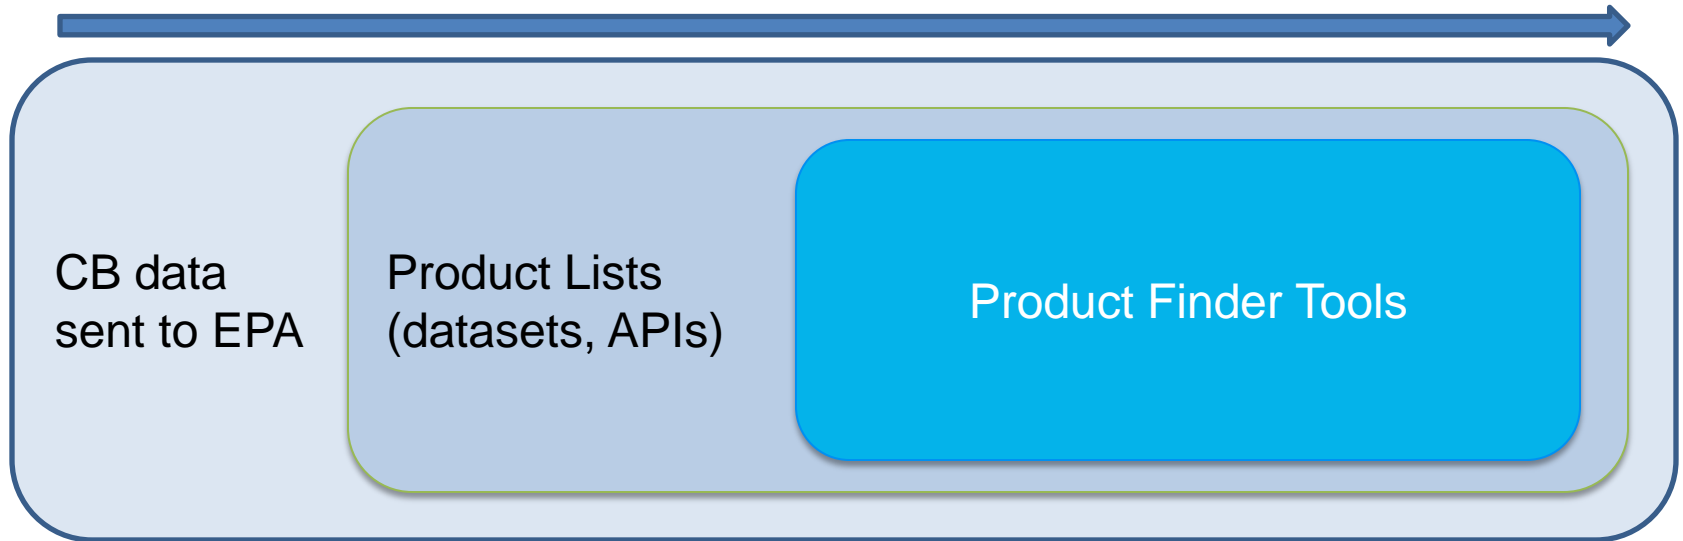 CB data
sent to EPA
Product Lists
(datasets, APIs)
Product Finder Tools